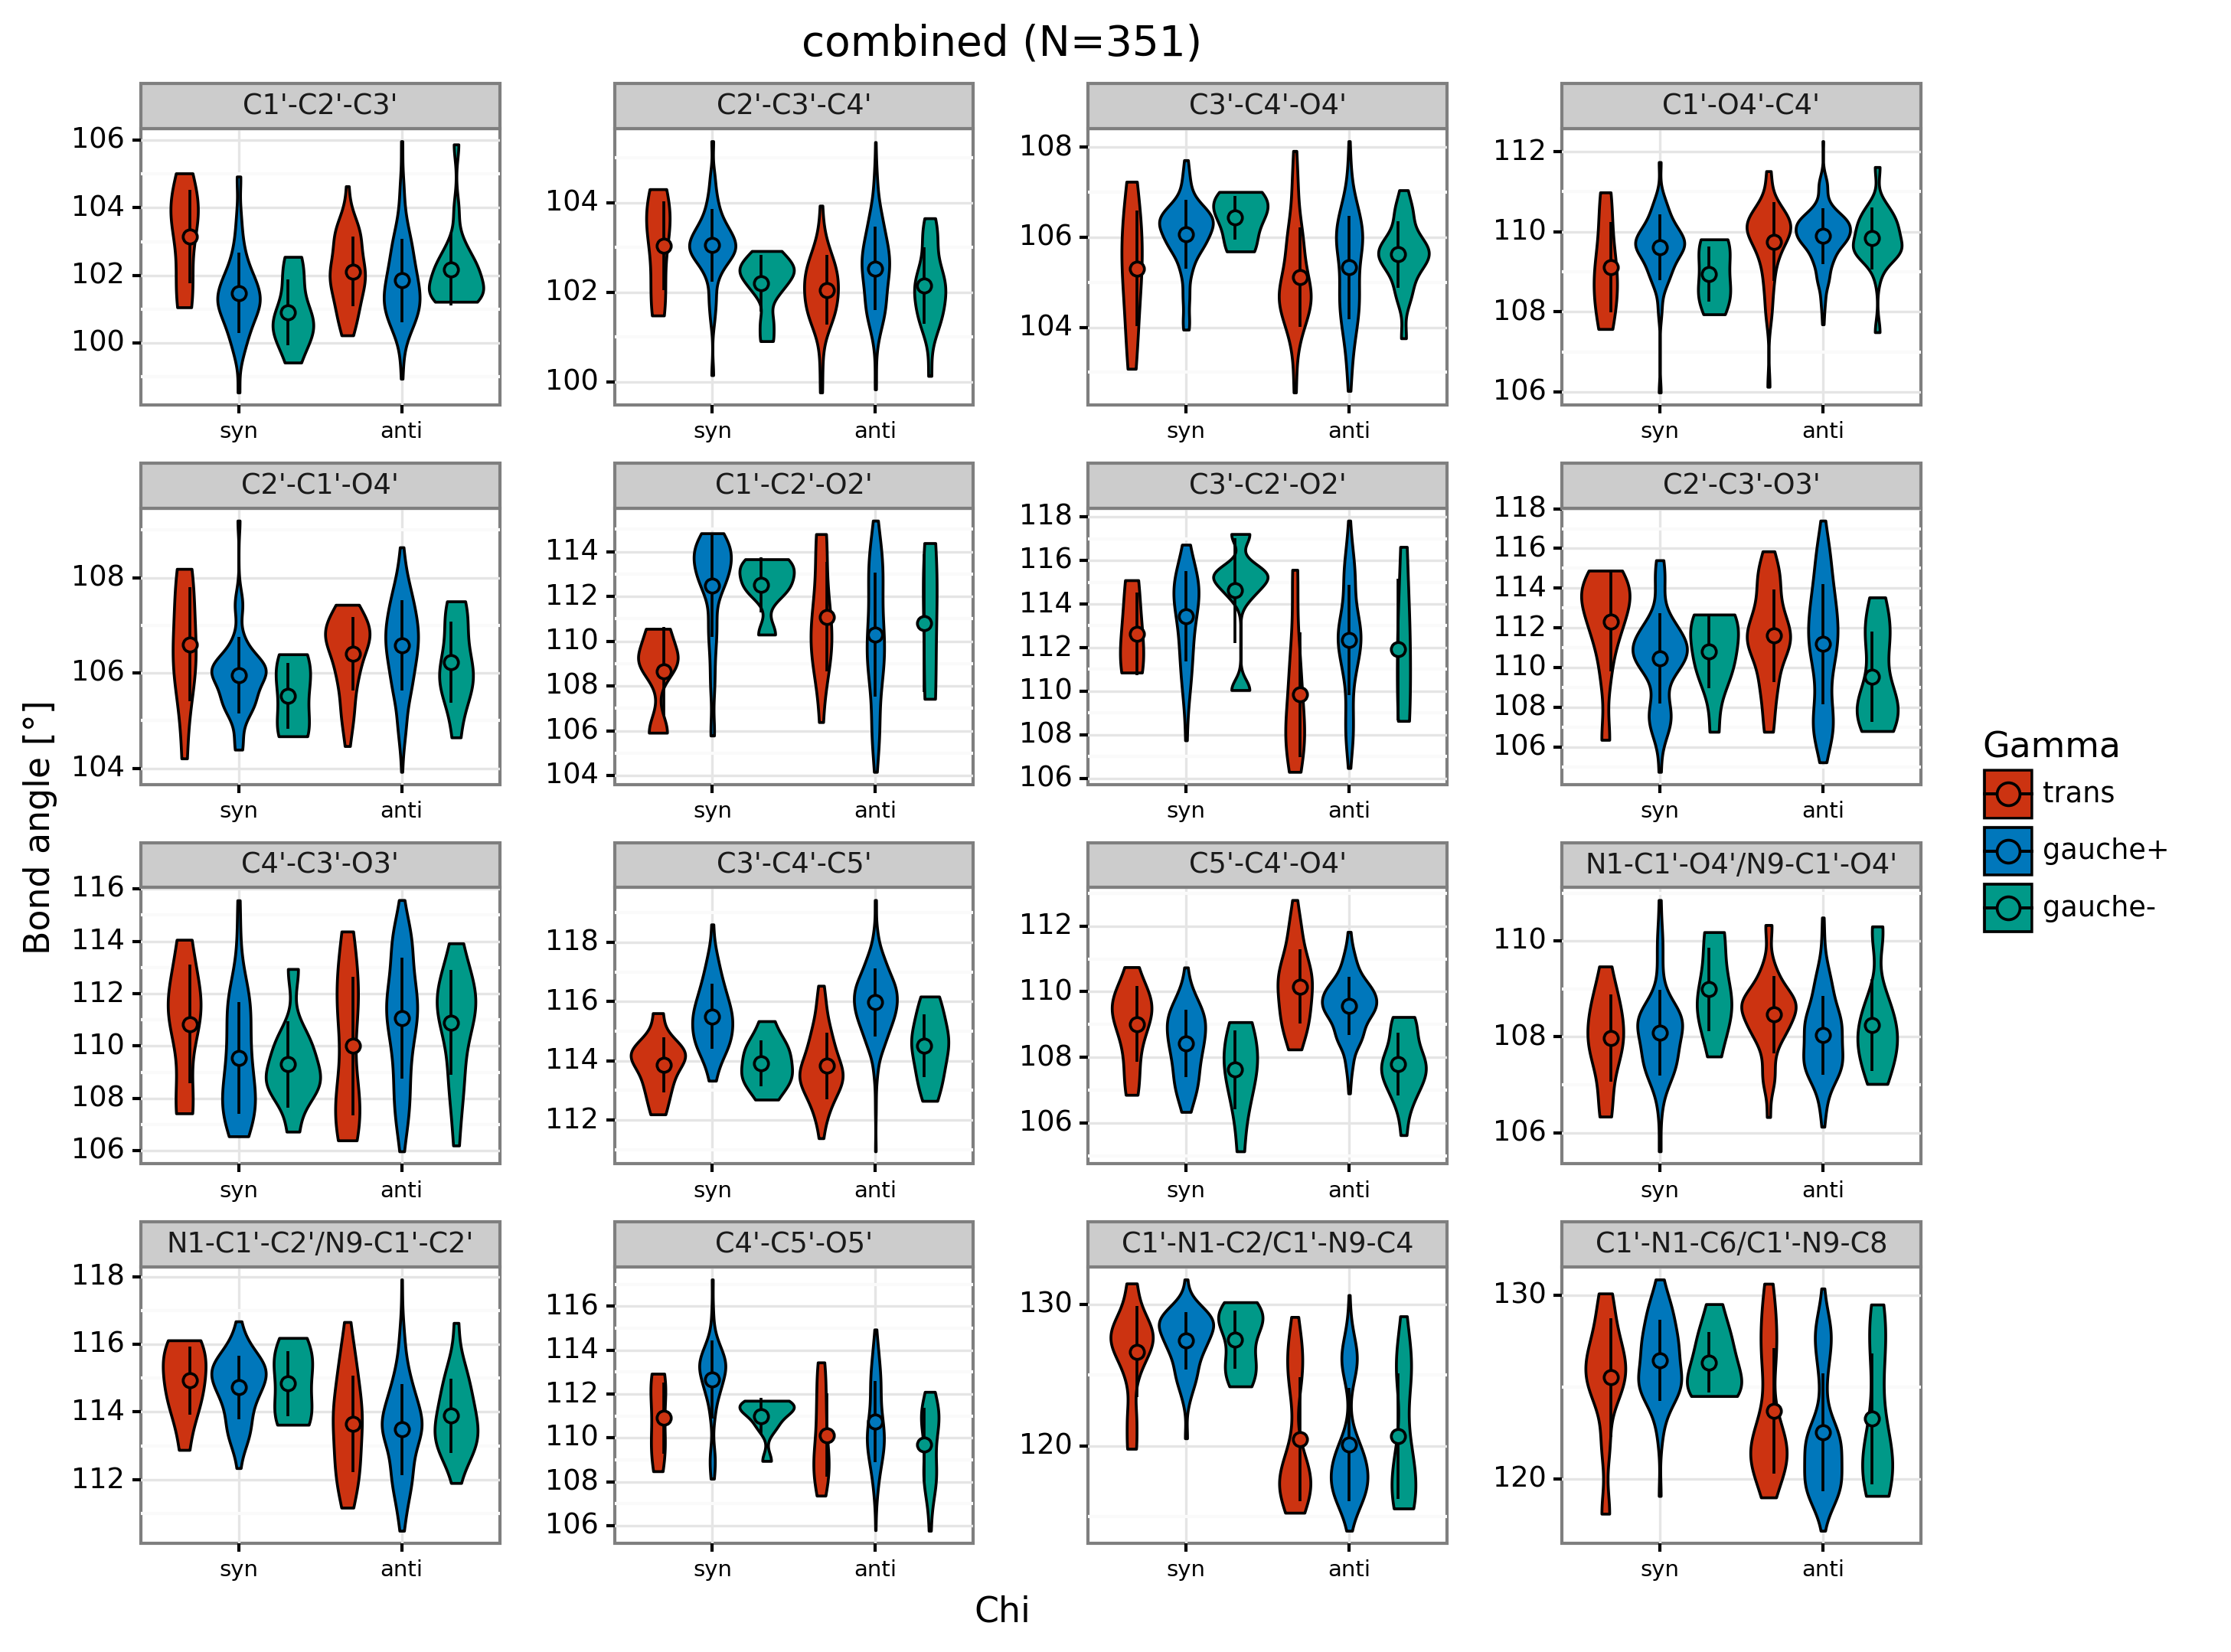 combined (N=351)
C1'-C2'-C3'
C2'-C3'-C4'
C3'-C4'-O4'
C1'-O4'-C4'
106
104
102
100
104
102
100
108
106
104
112
110
108
106
syn anti
syn anti
syn anti
syn anti
C2'-C1'-O4'
C1'-C2'-O2'
C3'-C2'-O2'
C2'-C3'-O3'
108
106
104
114
112
110
108
106
104
118
116
114
112
110
108
106
118
116
114
112
110
108
106
syn anti
syn anti
syn anti
syn anti
C4'-C3'-O3'
C3'-C4'-C5'
C5'-C4'-O4'
N1-C1'-O4'/N9-C1'-O4'
116
114
112
110
108
106
118
116
114
112
112
110
108
106
110
108
106
syn anti
syn anti
syn anti
syn anti
N1-C1'-C2'/N9-C1'-C2'
C4'-C5'-O5'
C1'-N1-C2/C1'-N9-C4
C1'-N1-C6/C1'-N9-C8
118
116
114
112
116
114
112
110
108
106
130
120
130
120
syn anti
syn anti
syn anti
syn anti
Bond angle [°]
Chi
Gamma
trans
gauche+
gauche-